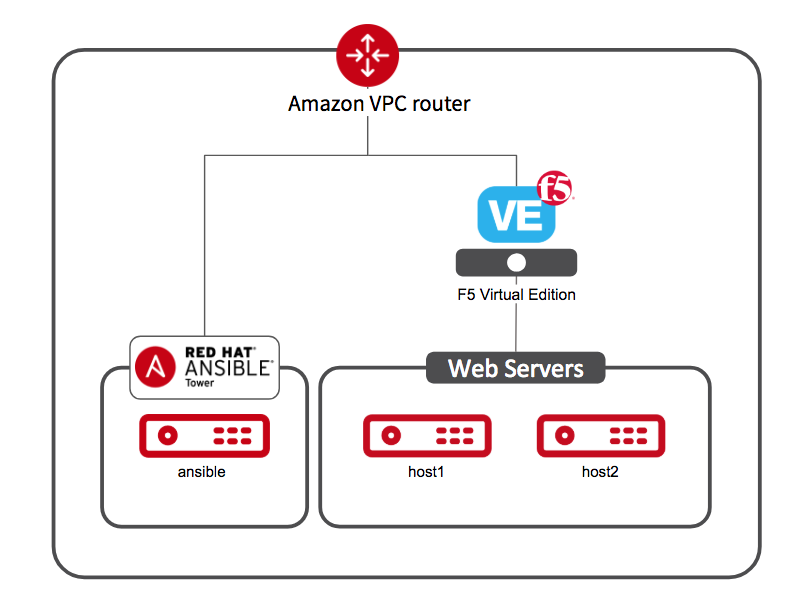 Amazon VPC router
f5
VE
F5 Virtual Edition
RED HAT®
ANSIBLE®
Tower
Web Servers
ansible
host1
host2